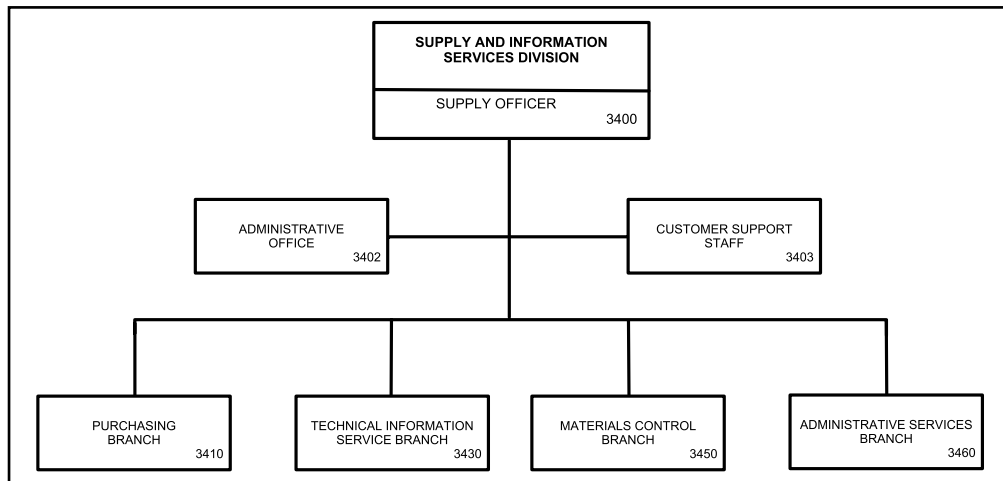 SUPPLY AND INFORMATION
SERVICES DIVISION
SUPPLY OFFICER
3400
ADMINISTRATIVE
OFFICE
3402
CUSTOMER SUPPORT
STAFF
3403
PURCHASING
BRANCH
3410
TECHNICAL INFORMATION
SERVICE BRANCH
3430
MATERIALS CONTROL
BRANCH
3450
ADMINISTRATIVE SERVICES
BRANCH
3460